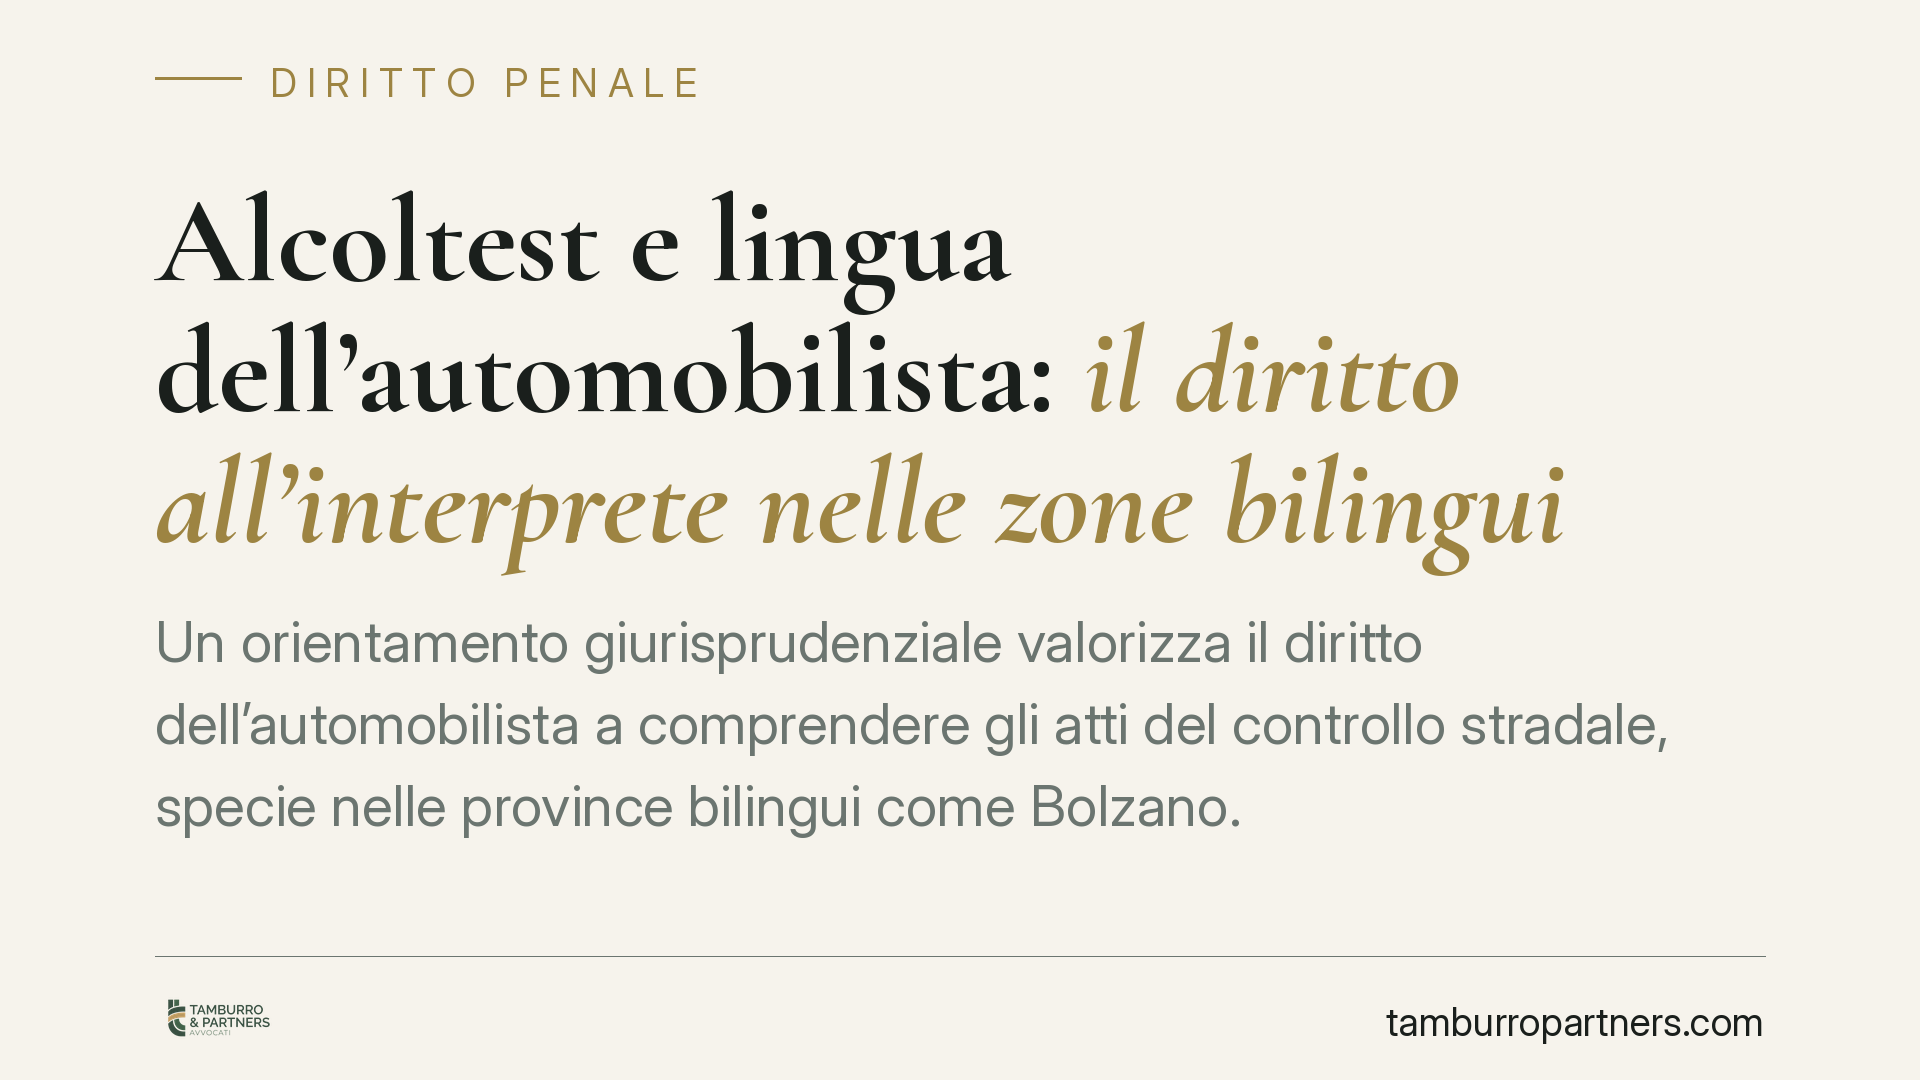 DIRITTO PENALE
Alcoltest e lingua
dell’automobilista: il diritto
all’interprete nelle zone bilingui
Un orientamento giurisprudenziale valorizza il diritto
dell’automobilista a comprendere gli atti del controllo stradale,
specie nelle province bilingui come Bolzano.
TAMBURRO
& PARTNERS
AVVOCATI
tamburropartners.com